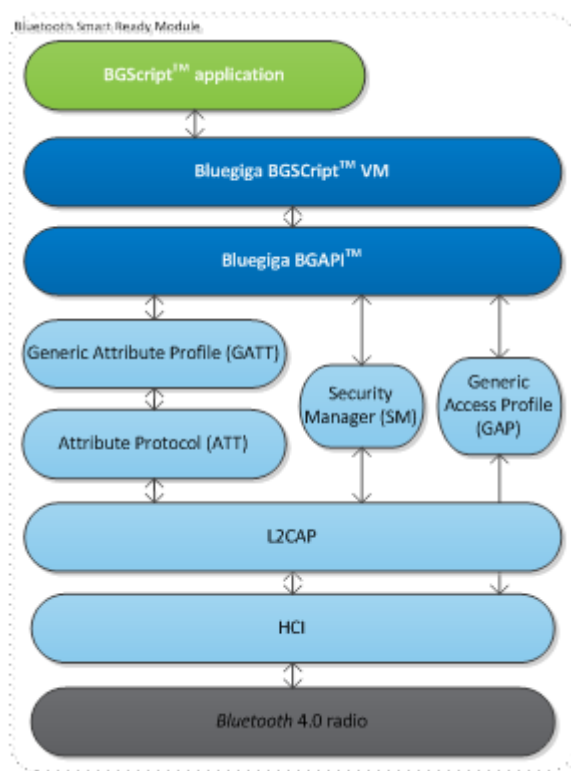 Bluetooth Smart Ready Module
BGScript™ application
Bluegiga BGSCript™ VM
Bluegiga BGAPI™
Generic Attribute Profile (GATT)
Attribute Protocol (ATT)
Security
Manager (SM)
Generic
Access Profile
(GAP)
L2CAP
HCI
Bluetooth 4.0 radio